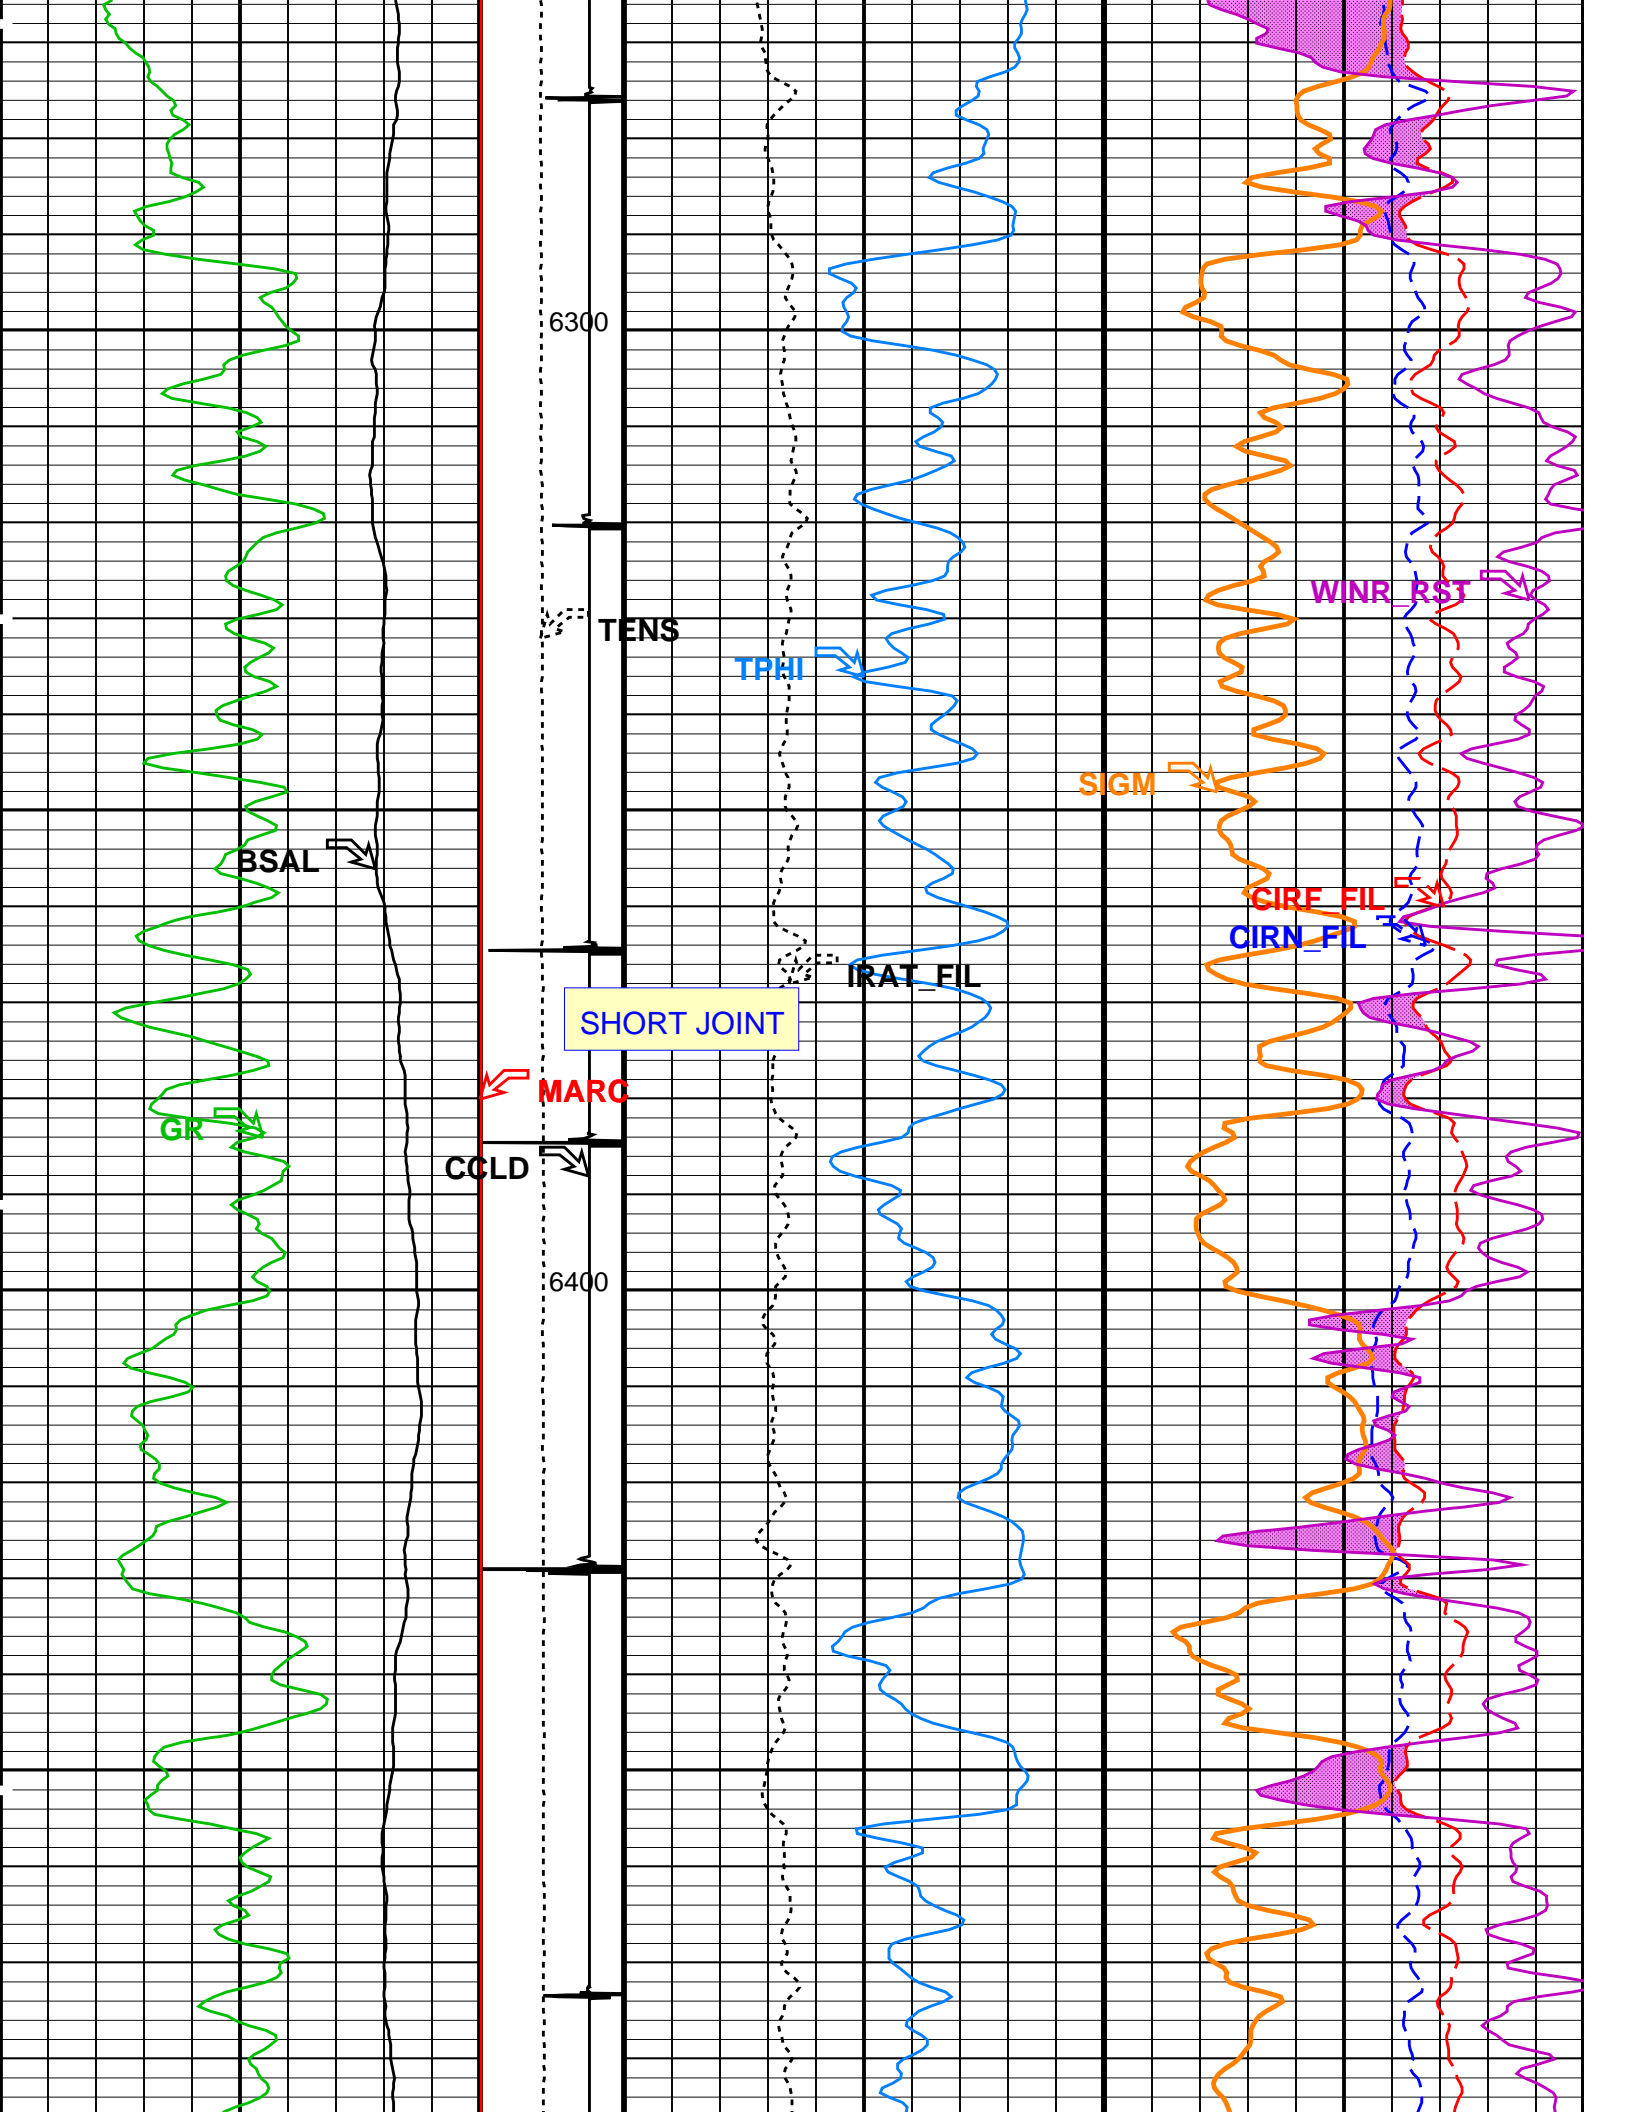 6300
WINR_RST
TENS
TPHI
SIGM
BSAL
CIRF_FIL
CIRN_FIL
IRAT_FIL
SHORT JOINT
MARC
GR
CCLD
6400